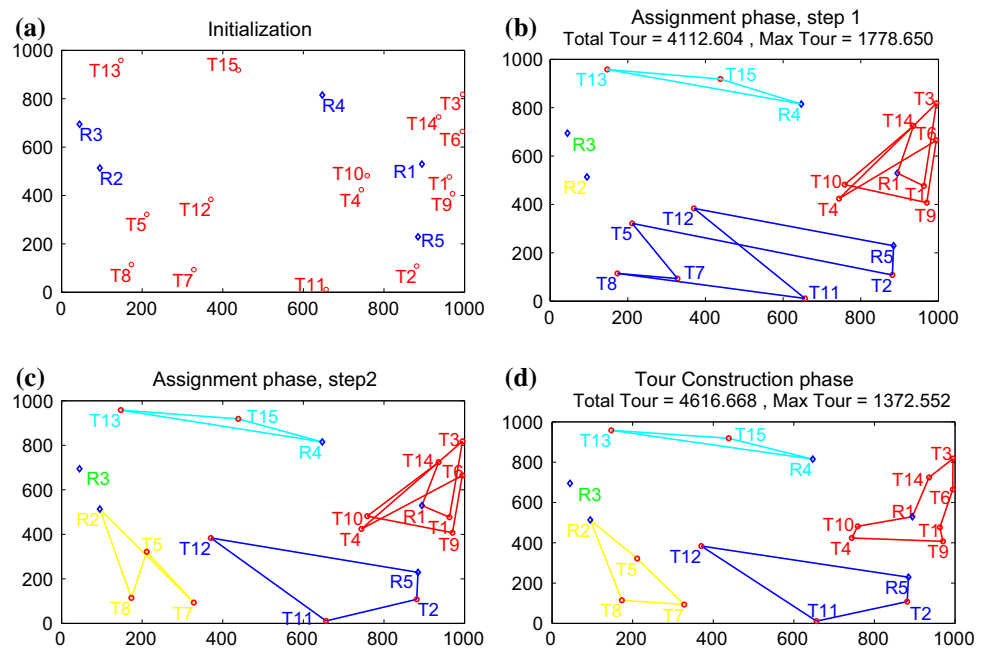 (a)
Initialization
1000
800
600
400
200
0
0 200 400 600 800 1000
T13
T15
R4
T3
T14
T6
R3
R2
R1
T10
T4
T1
T9
T12
T5
R5
T8
T7
T11
T2
(b)
Assignment phase, step 1
Total Tour = 4112.604 , Max Tour = 1778.650
1000
800
600
400
200
0
200 400 600 800 1000
T13
T15
R4
T3
T14
T6
R3
R2
T10
R1
T1
T4
T9
T12
T5
R5
T8
T7
T2
T11
(c)
Assignment phase, step2
1000
800
600
400
200
0
0 200 400 600 800 1000
T13
T15
R4
T3
T14
T6
R3
R2
T10
R1
T1
T4
T9
T5
T12
R5
T8
T7
T11
T2
(d)
Tour Construction phase
Total Tour = 4616.668 , Max Tour = 1372.552
1000
800
600
400
200
0
0 200 400 600 800 1000
T13
T15
R4
T3
T14
T6
R3
R2
R1
T10
T1
T4
T9
T12
T5
R5
T8
T7
T11
T2